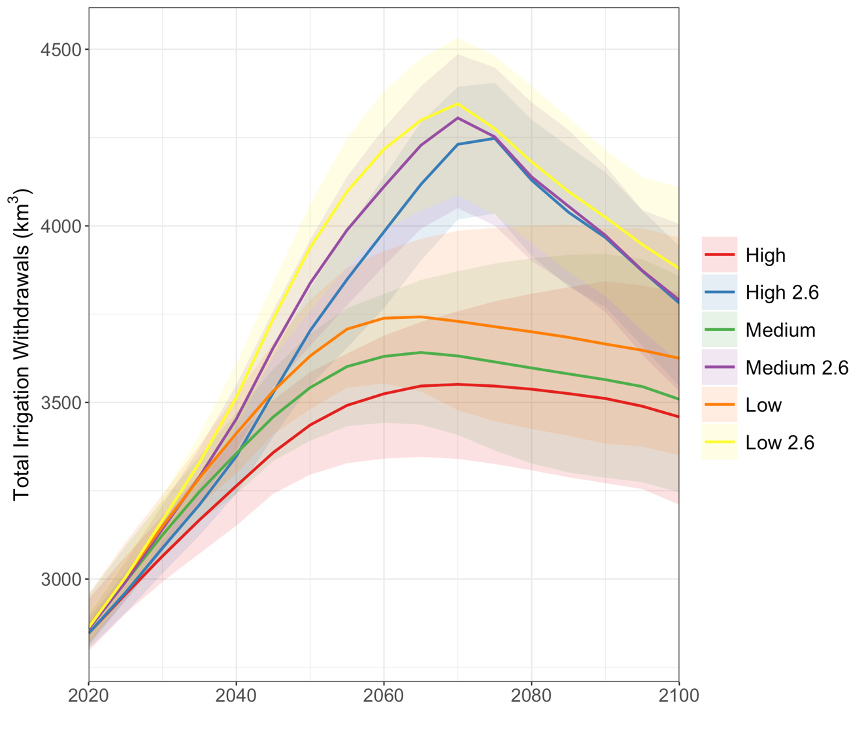 Total Irrigation Withdrawals (km³)
4500
4000
3500
3000
2020 2040 2060 2080 2100
High
High 2.6
Medium
Medium 2.6
Low
Low 2.6